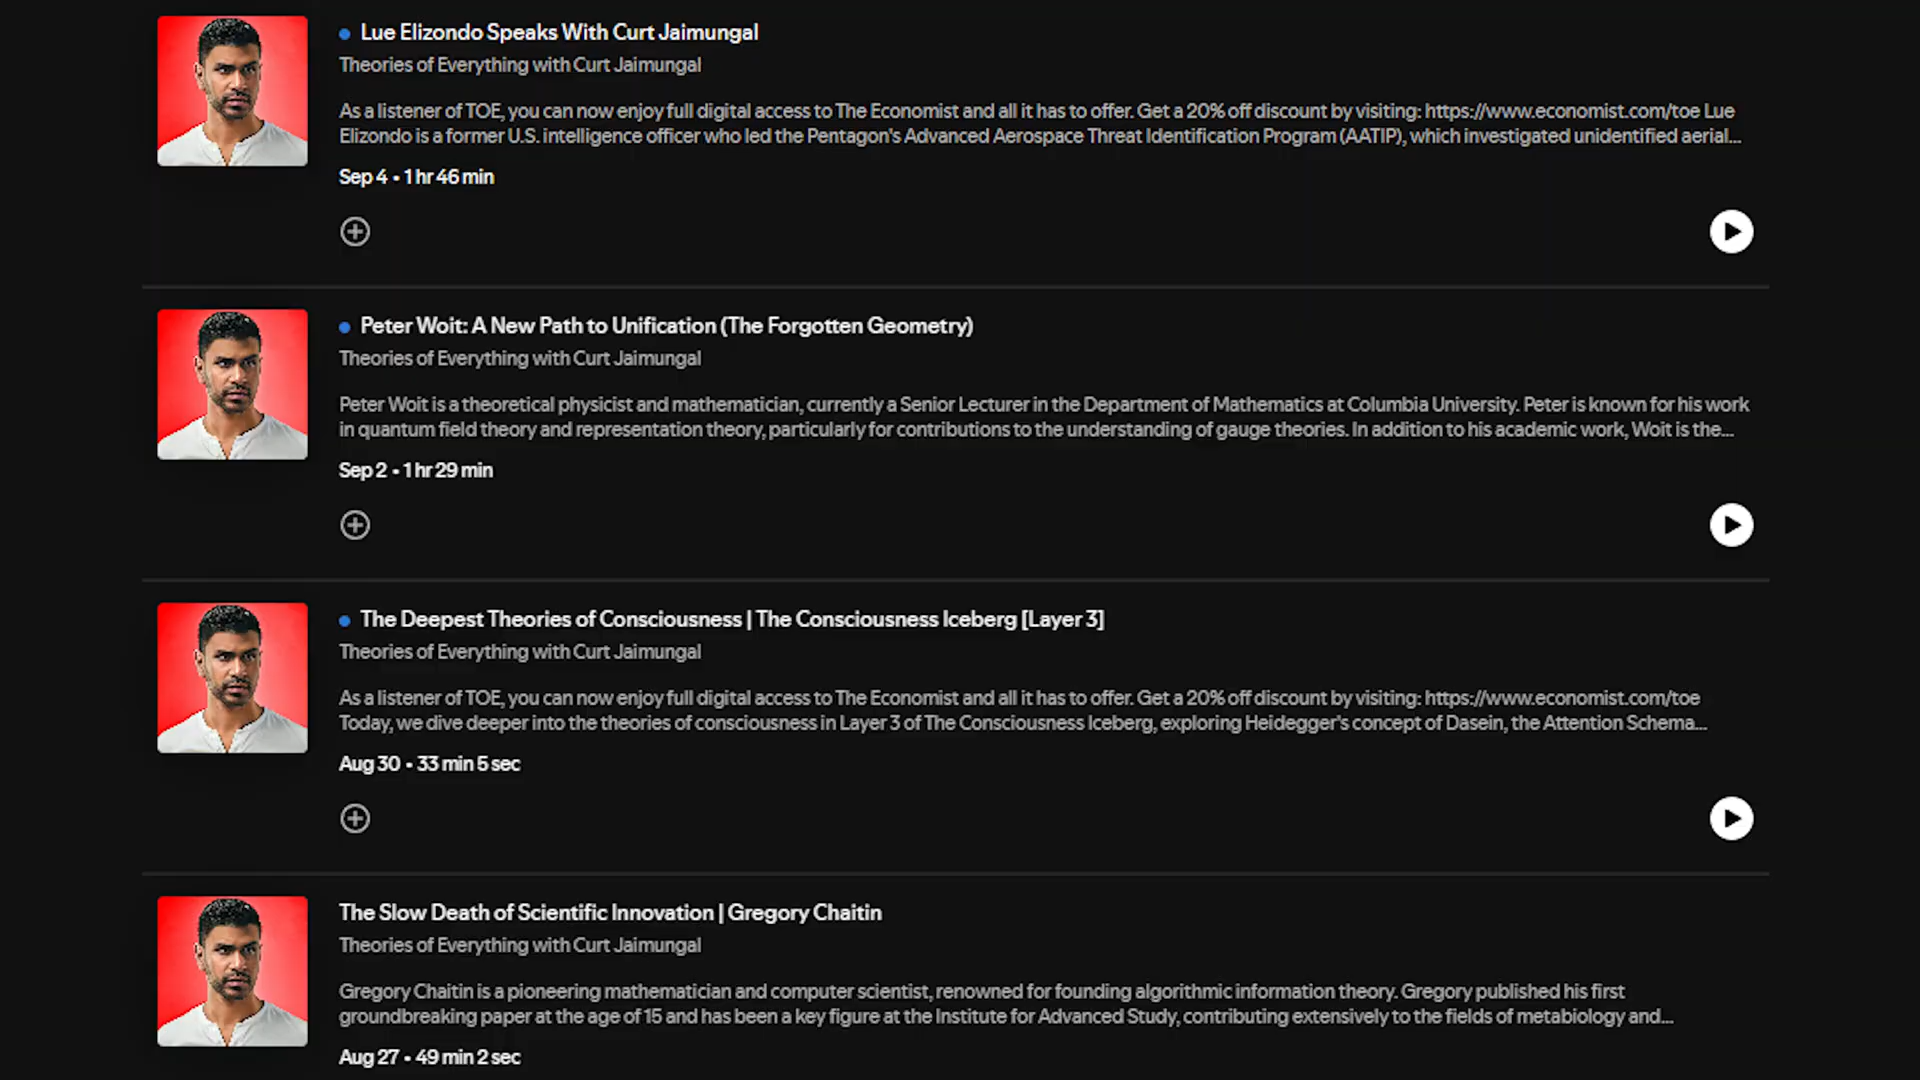 Lue Elizondo Speaks With Curt Jaimungal
Theories of Everything with Curt Jaimungal
As a listener of TOE, you can now enjoy full digital access to The Economist and all it has to offer. Get a 20% off discount by visiting: https://www.economist.com/toe Lue
Elizondo is a former U.S. intelligence officer who led the Pentagon's Advanced Aerospace Threat Identification Program (AATIP), which investigated unidentified aerial...
Sep 4 • 1 hr 46 min
Peter Woit: A New Path to Unification (The Forgotten Geometry)
Theories of Everything with Curt Jaimungal
Peter Woit is a theoretical physicist and mathematician, currently a Senior Lecturer in the Department of Mathematics at Columbia University. Peter is known for his work
in quantum field theory and representation theory, particularly for contributions to the understanding of gauge theories. In addition to his academic work, Woit is the...
Sep 2 • 1 hr 29 min
The Deepest Theories of Consciousness | The Consciousness Iceberg [Layer 3]
Theories of Everything with Curt Jaimungal
As a listener of TOE, you can now enjoy full digital access to The Economist and all it has to offer. Get a 20% off discount by visiting: https://www.economist.com/toe
Today, we dive deeper into the theories of consciousness in Layer 3 of The Consciousness Iceberg, exploring Heidegger's concept of Dasein, the Attention Schema...
Aug 30 • 33 min 5 sec
The Slow Death of Scientific Innovation | Gregory Chaitin
Theories of Everything with Curt Jaimungal
Gregory Chaitin is a pioneering mathematician and computer scientist, renowned for founding algorithmic information theory. Gregory published his first
groundbreaking paper at the age of 15 and has been a key figure at the Institute for Advanced Study, contributing extensively to the fields of metabiology and...
Aug 27 • 49 min 2 sec